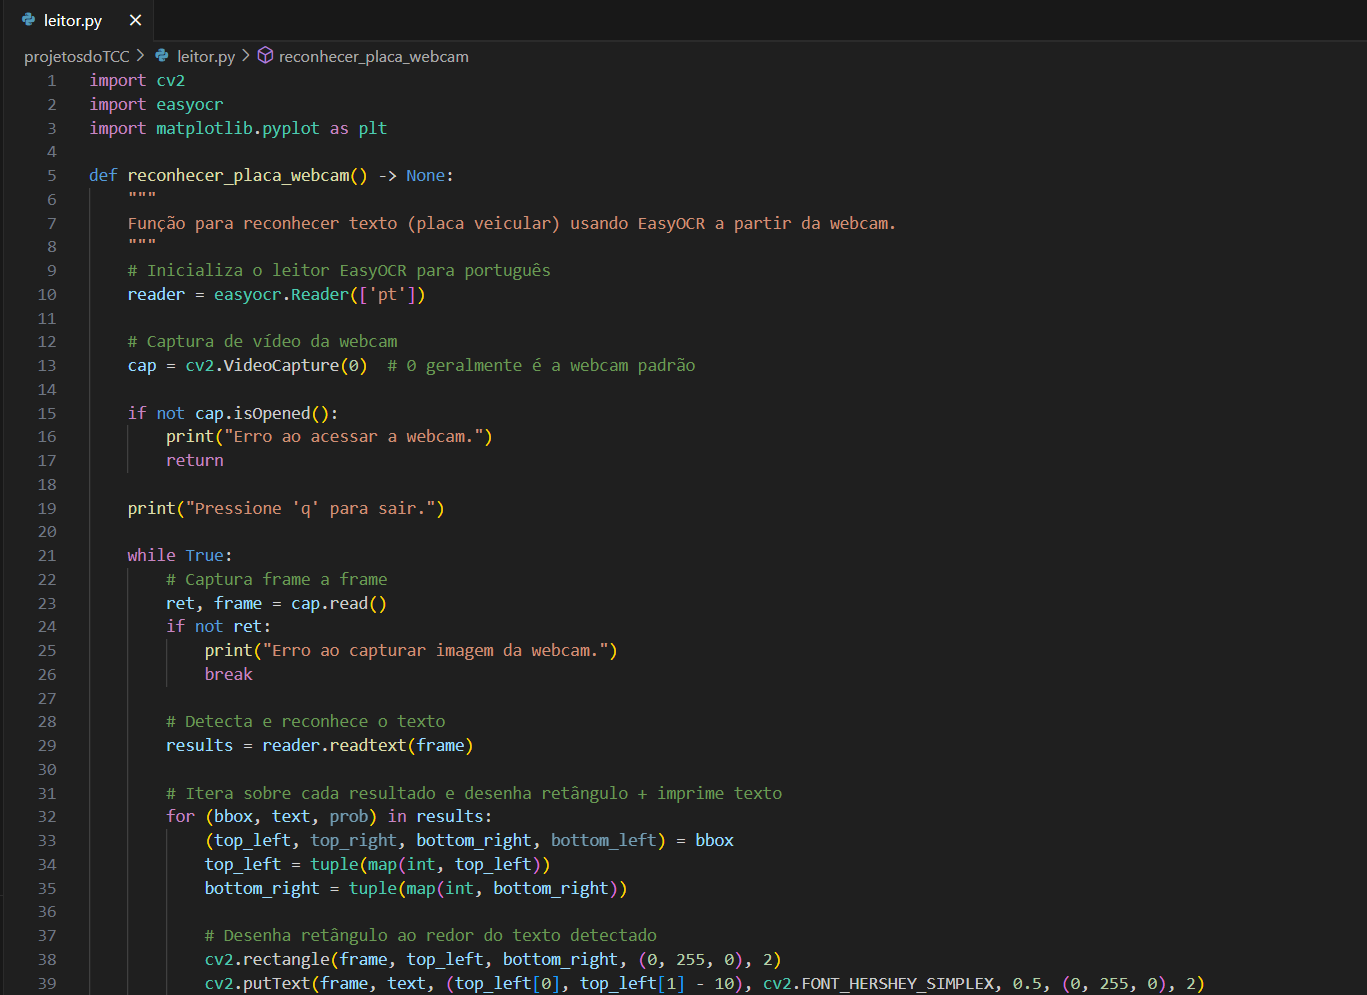 leitor.py ×
projetosdoTCC > leitor.py > reconhecer_placa_webcam
1 import cv2
2 import easyocr
3 import matplotlib.pyplot as plt
4
5 def reconhecer_placa_webcam() -> None:
6     """
7     Função para reconhecer texto (placa veicular) usando EasyOCR a partir da webcam.
8     """
9     # Inicializa o leitor EasyOCR para português
10     reader = easyocr.Reader(['pt'])
11
12     # Captura de vídeo da webcam
13     cap = cv2.VideoCapture(0)  # 0 geralmente é a webcam padrão
14
15     if not cap.isOpened():
16         print("Erro ao acessar a webcam.")
17         return
18
19     print("Pressione 'q' para sair.")
20
21     while True:
22         # Captura frame a frame
23         ret, frame = cap.read()
24         if not ret:
25             print("Erro ao capturar imagem da webcam.")
26             break
27
28         # Detecta e reconhece o texto
29         results = reader.readtext(frame)
30
31         # Itera sobre cada resultado e desenha retângulo + imprime texto
32         for (bbox, text, prob) in results:
33             (top_left, top_right, bottom_right, bottom_left) = bbox
34             top_left = tuple(map(int, top_left))
35             bottom_right = tuple(map(int, bottom_right))
36
37             # Desenha retângulo ao redor do texto detectado
38             cv2.rectangle(frame, top_left, bottom_right, (0, 255, 0), 2)
39             cv2.putText(frame, text, (top_left[0], top_left[1] - 10), cv2.FONT_HERSHEY_SIMPLEX, 0.5, (0, 255, 0), 2)